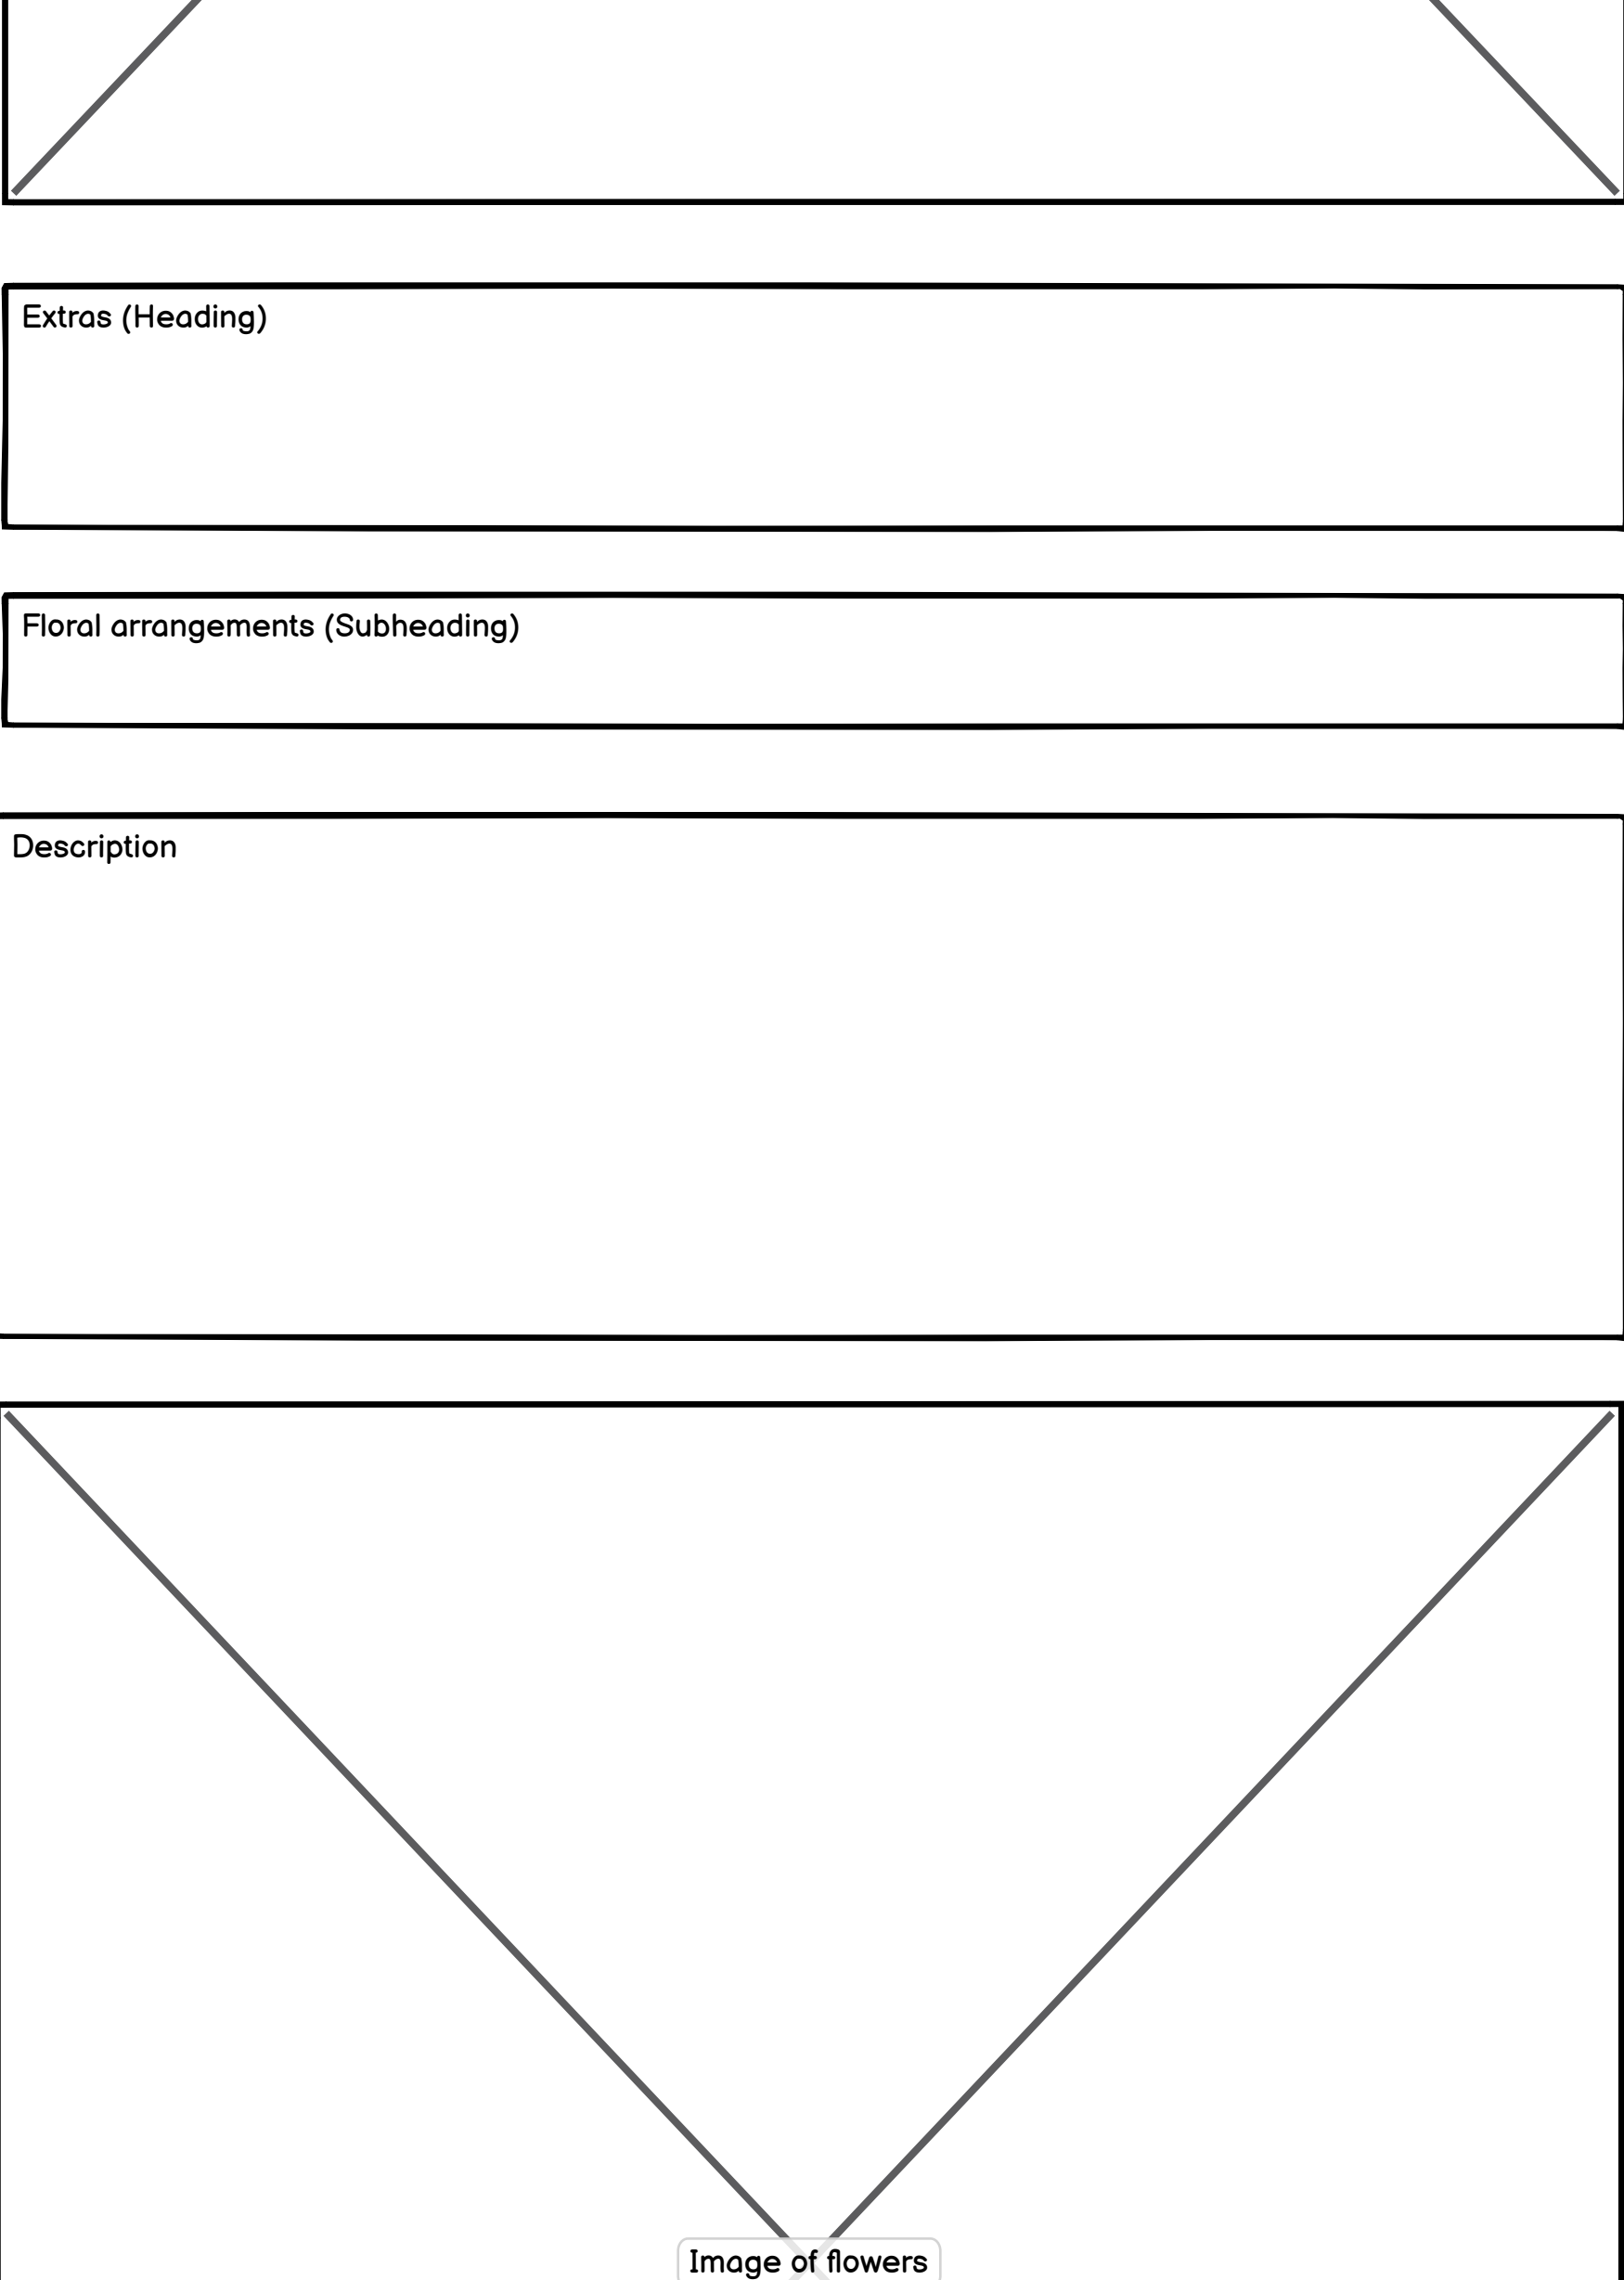 Extras (Heading)
Floral arrangements (Subheading)
Description
Image of flowers